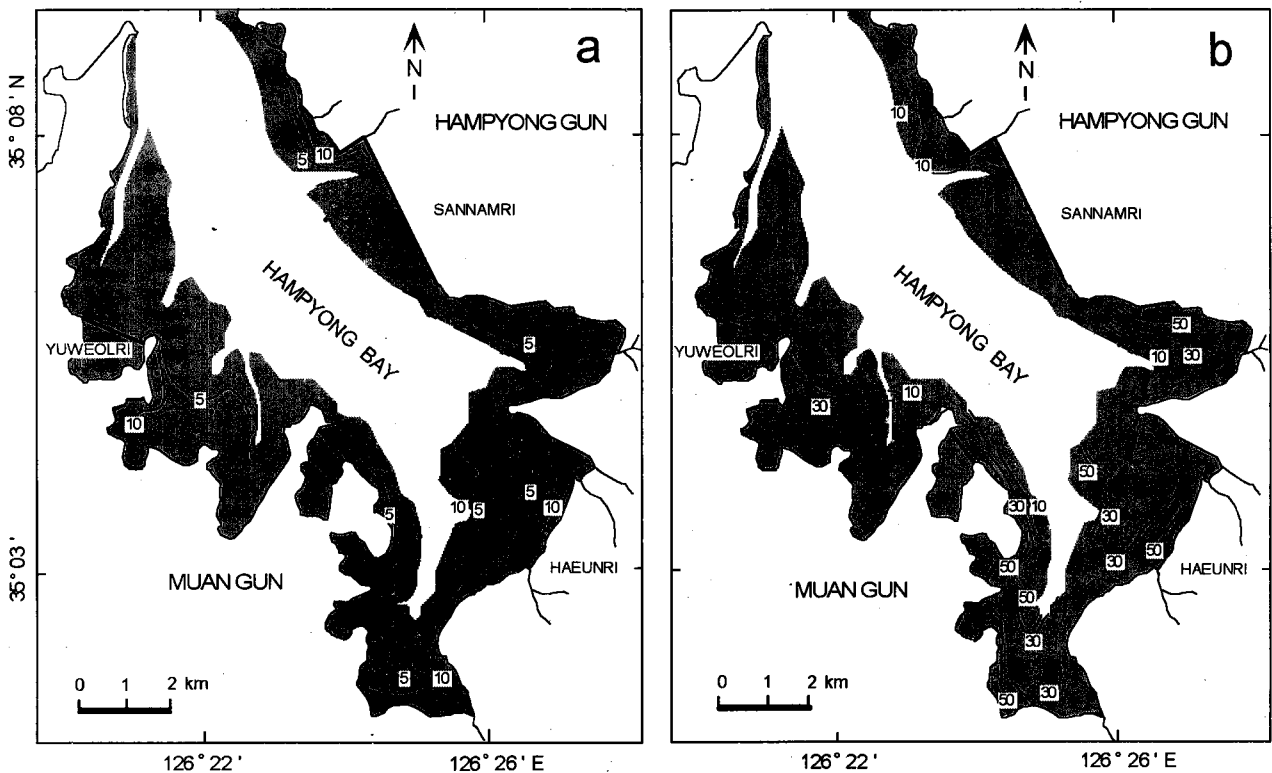 a
N
35° 08' N
HAMPYONG GUN
5
10
SANNAMRI
HAMPYONG BAY
YUWEOLRI
5
5
10
5
10
5
5
10
35° 03'
MUAN GUN
HAEUNRI
5
10
0 1 2 km
126° 22'
126° 26' E
b
N
10
HAMPYONG GUN
10
SANNAMRI
HAMPYONG BAY
50
YUWEOLRI
10
30
10
30
50
30
10
30
50
30
50
HAEUNRI
MUAN GUN
50
30
50
30
0 1 2 km
126° 22'
126° 26' E